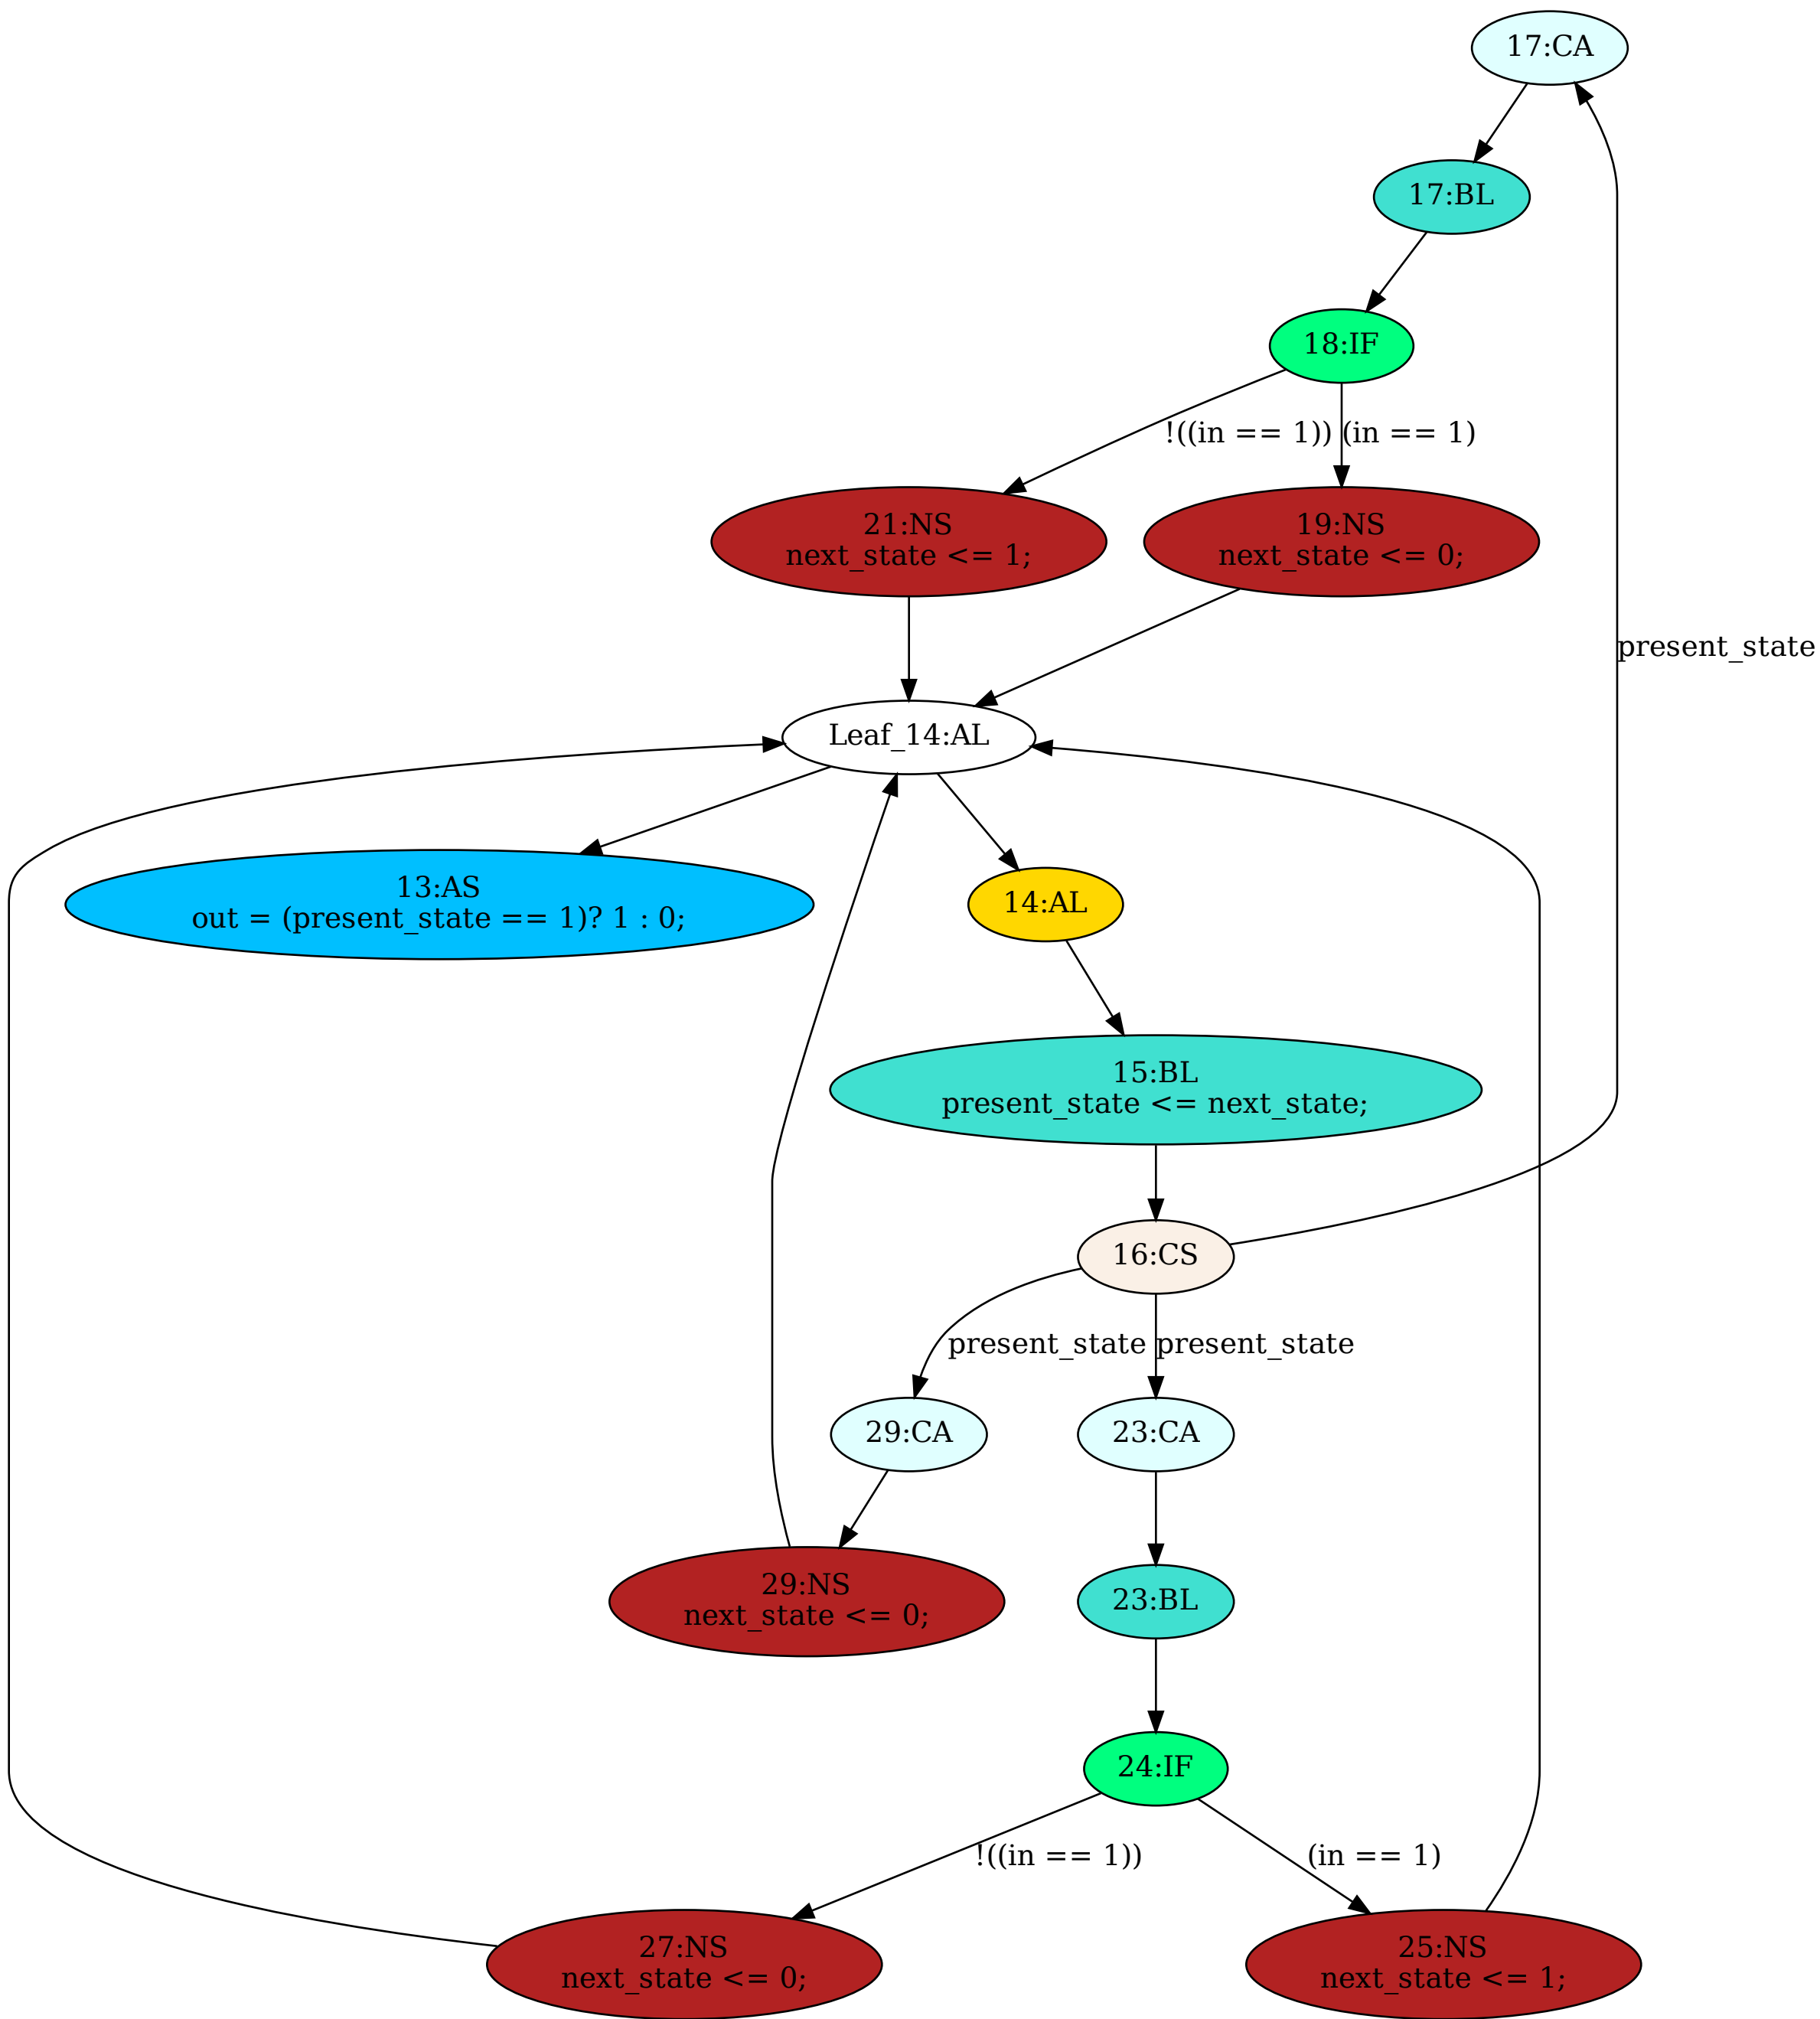 17:CA
17:BL
18:IF
!((in == 1))
(in == 1)
21:NS
next_state <= 1;
19:NS
next_state <= 0;
present_state
Leaf_14:AL
13:AS
out = (present_state == 1)? 1 : 0;
14:AL
15:BL
present_state <= next_state;
16:CS
present_state
present_state
29:CA
23:CA
29:NS
next_state <= 0;
23:BL
24:IF
!((in == 1))
(in == 1)
27:NS
next_state <= 0;
25:NS
next_state <= 1;